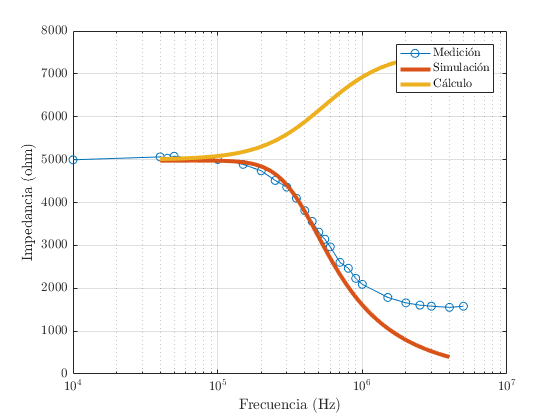 8000
7000
6000
5000
4000
3000
2000
1000
0
Impedancia (ohm)
Medición
Simulación
Cálculo
10^4
10^5
10^6
10^7
Frecuencia (Hz)